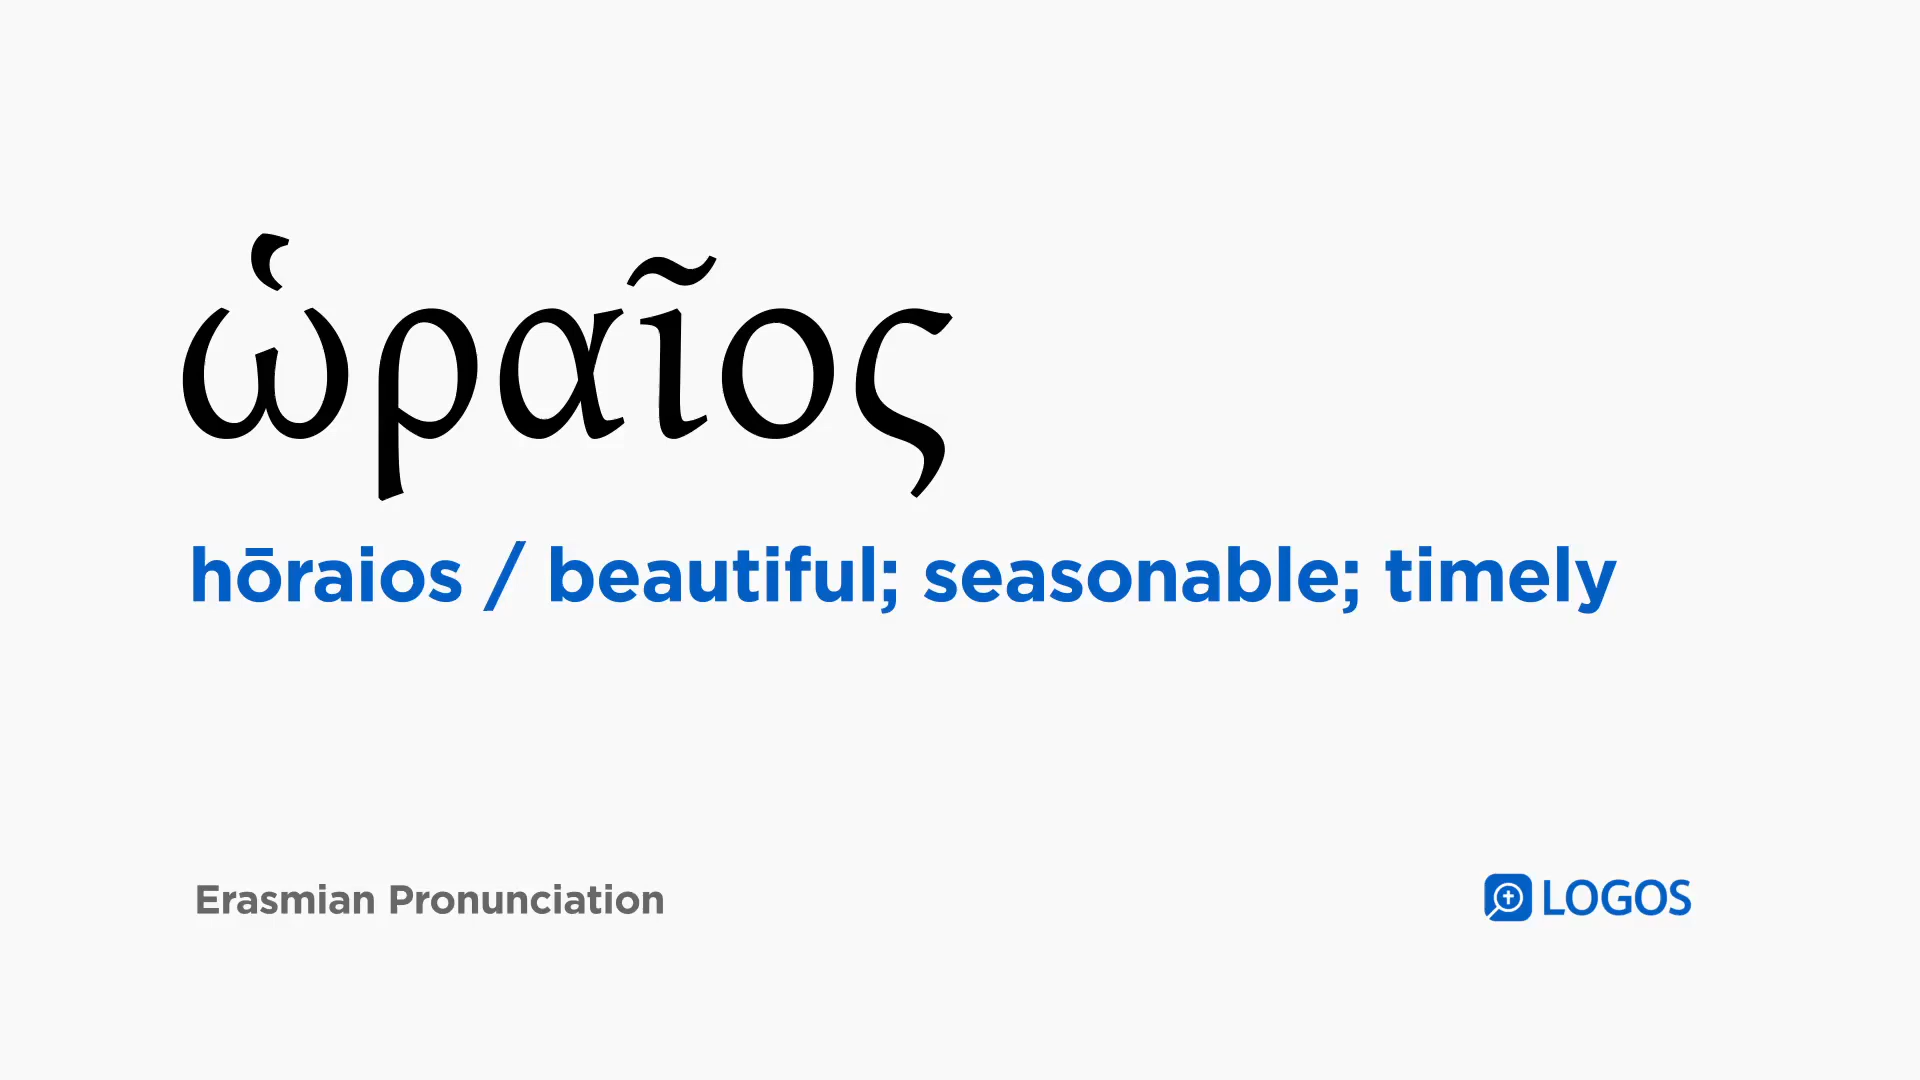 ὡραῖος
hōraios / beautiful; seasonable; timely
Erasmian Pronunciation
LOGOS